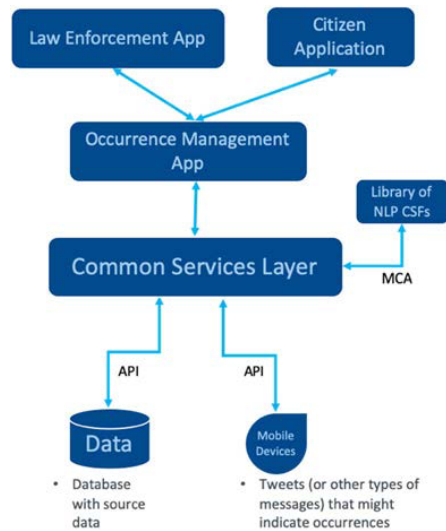 Law Enforcement App
Citizen
Application
Occurrence Management
App
Library of
NLP CSFs
Common Services Layer
MCA
API
API
Data
Mobile
Devices
• Database
with source
data
• Tweets (or other types of
messages) that might
indicate occurrences